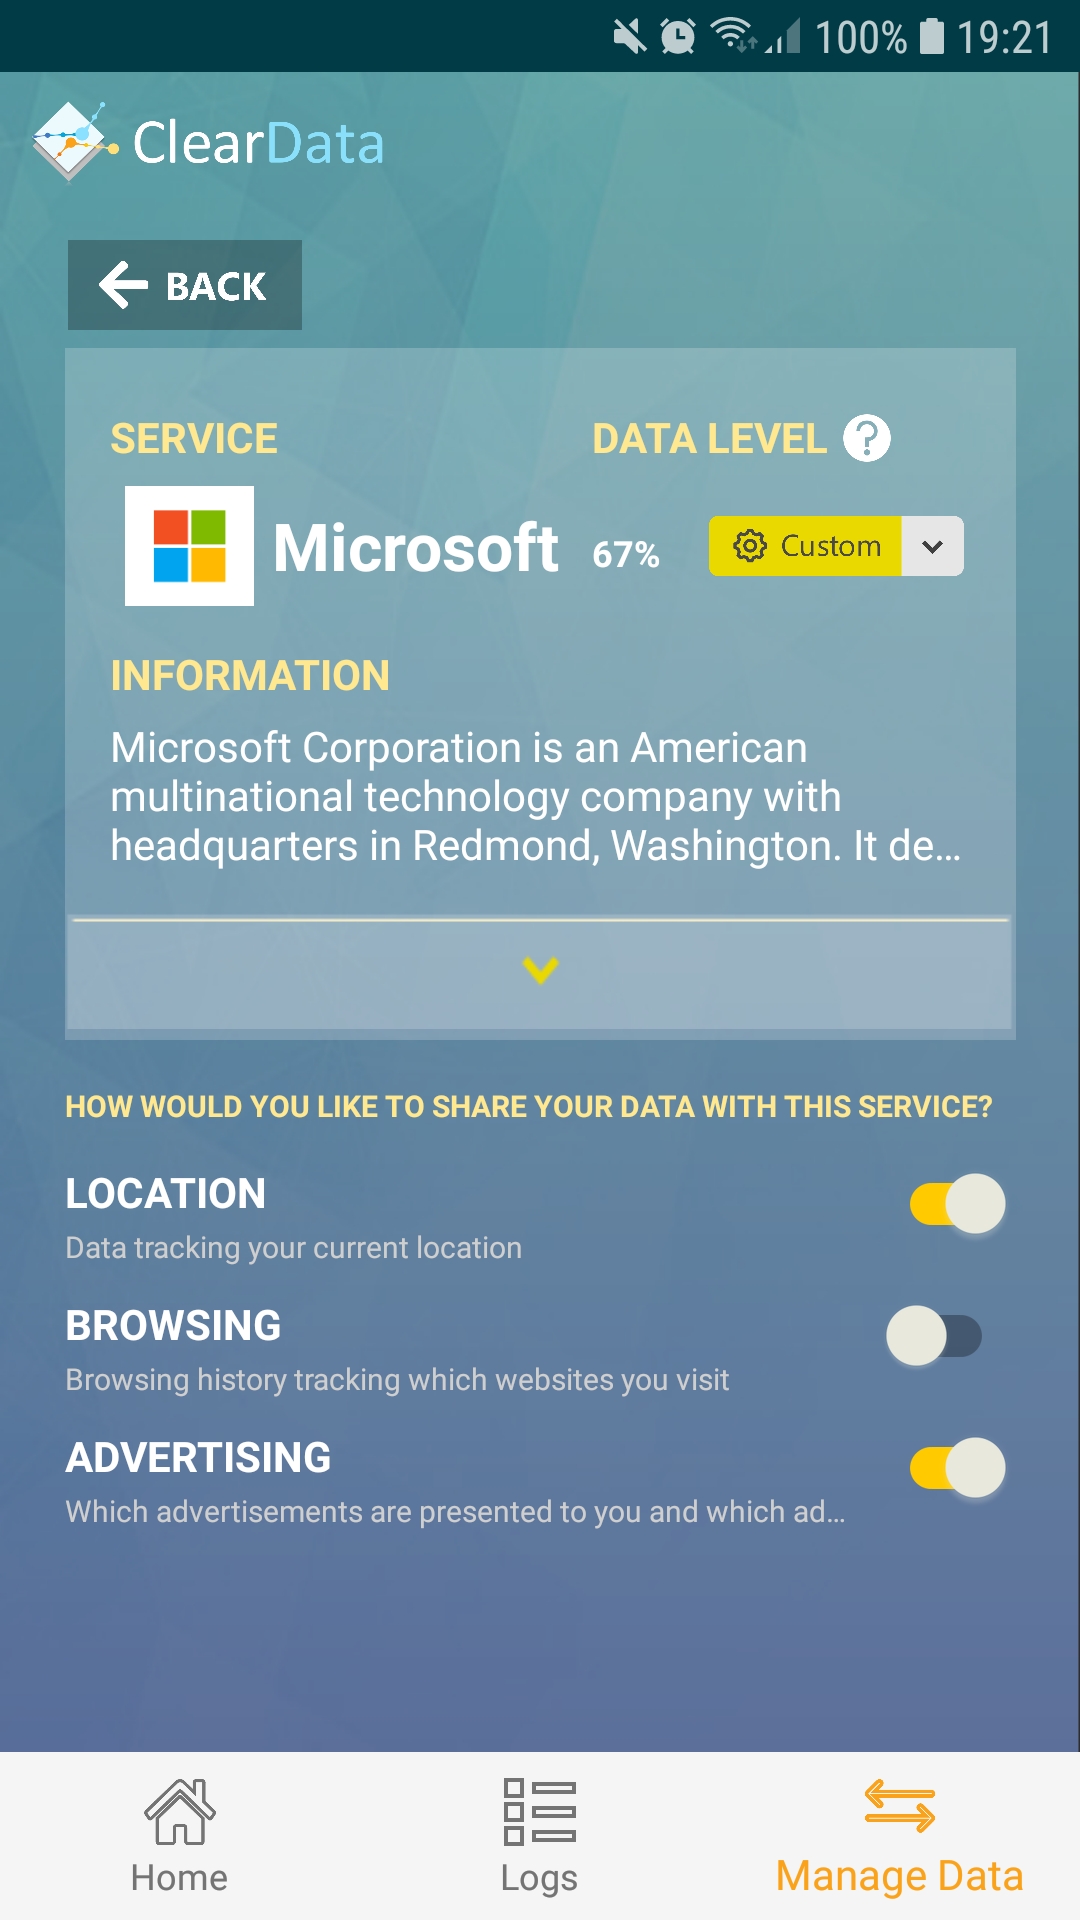 100% 19:21
ClearData
BACK
SERVICE
DATA LEVEL ?
Microsoft
67%
Custom
INFORMATION
Microsoft Corporation is an American
multinational technology company with
headquarters in Redmond, Washington. It de...
HOW WOULD YOU LIKE TO SHARE YOUR DATA WITH THIS SERVICE?
LOCATION
Data tracking your current location
BROWSING
Browsing history tracking which websites you visit
ADVERTISING
Which advertisements are presented to you and which ad...
Home
Logs
Manage Data